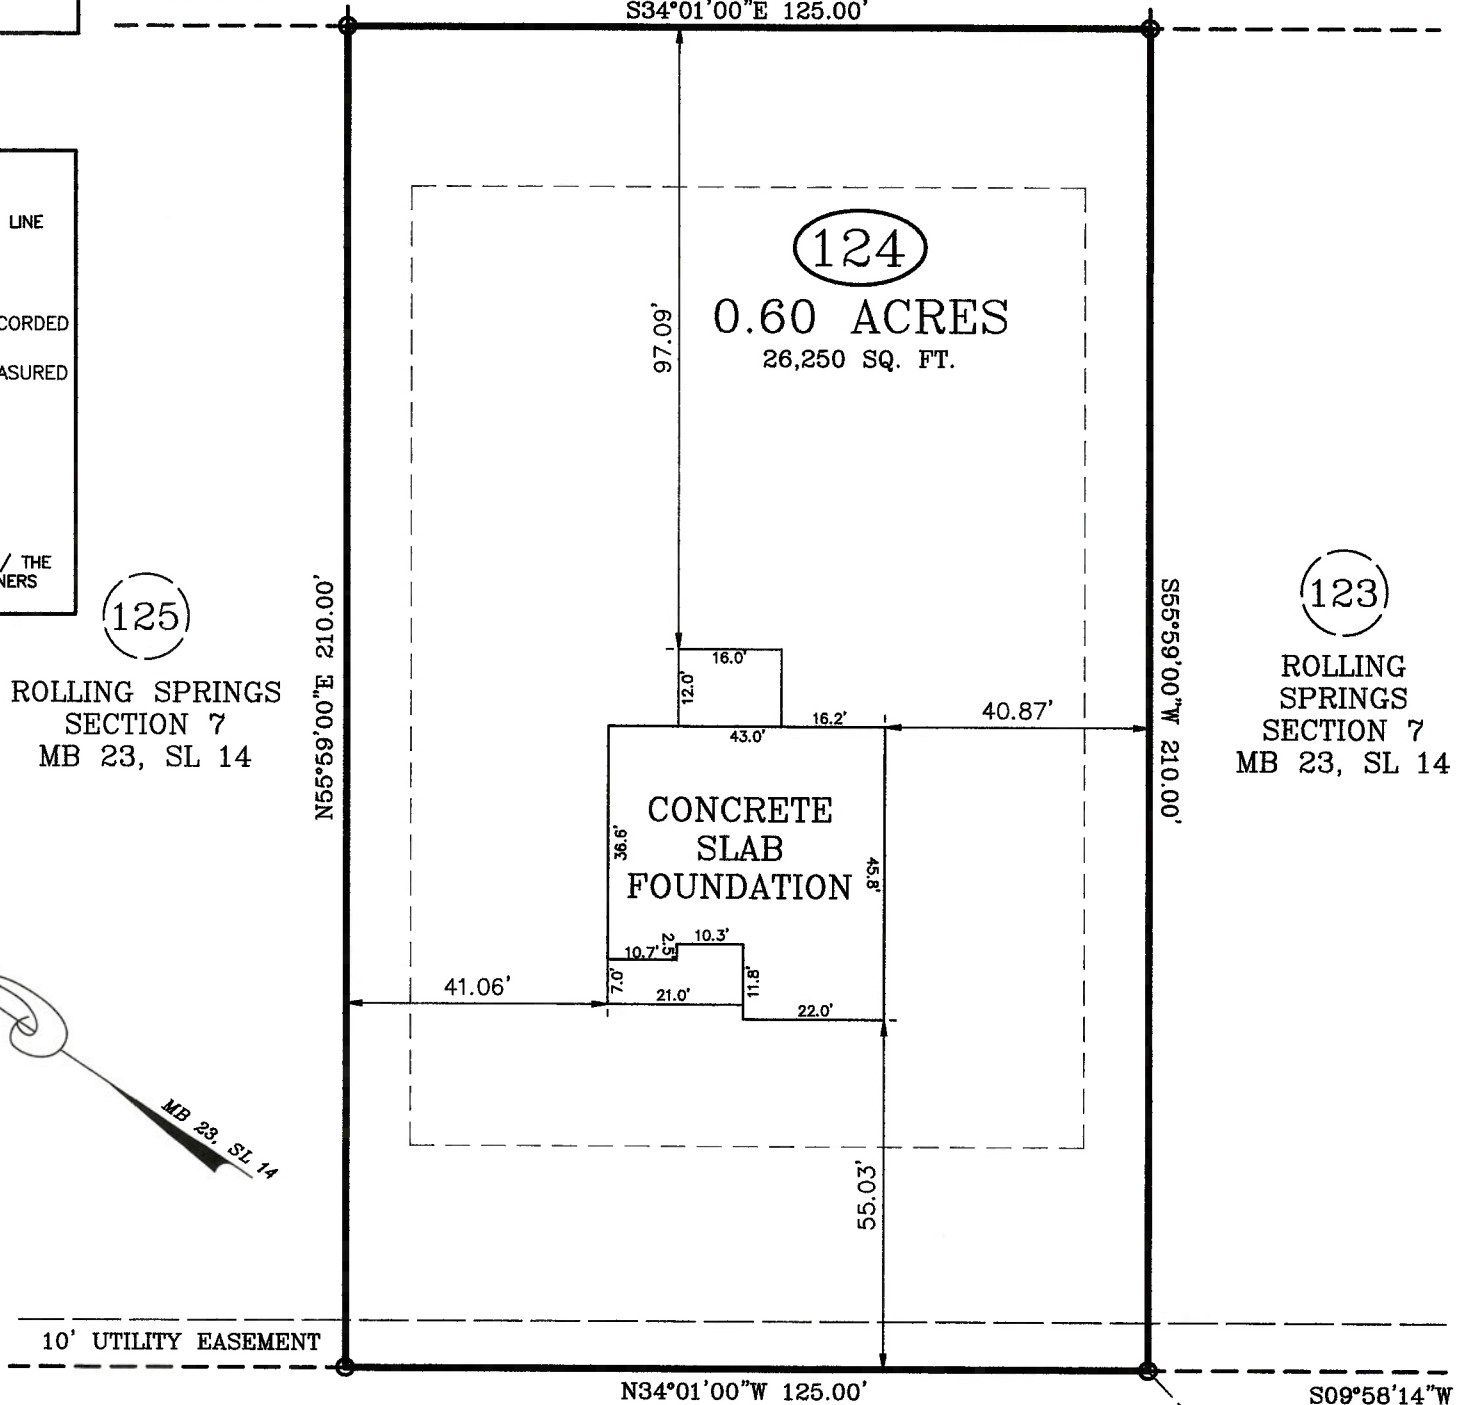 S34°01'00"E 125.00'
LINE
CORDED
ASURED
/ THE
NERS
97.09'
124
0.60 ACRES
26,250 SQ. FT.
125
ROLLING SPRINGS
SECTION 7
MB 23, SL 14
N55°59'00"E 210.00'
123
ROLLING
SPRINGS
SECTION 7
MB 23, SL 14
S55°59'00"W 210.00'
16.0'
12.0'
16.2'
43.0'
40.87'
CONCRETE
SLAB
FOUNDATION
36.6'
45.8'
10.3'
2.5'
10.7'
7.0'
11.8'
21.0'
22.0'
41.06'
MB 23, SL 14
55.03'
10' UTILITY EASEMENT
N34°01'00"W 125.00'
S09°58'14"W